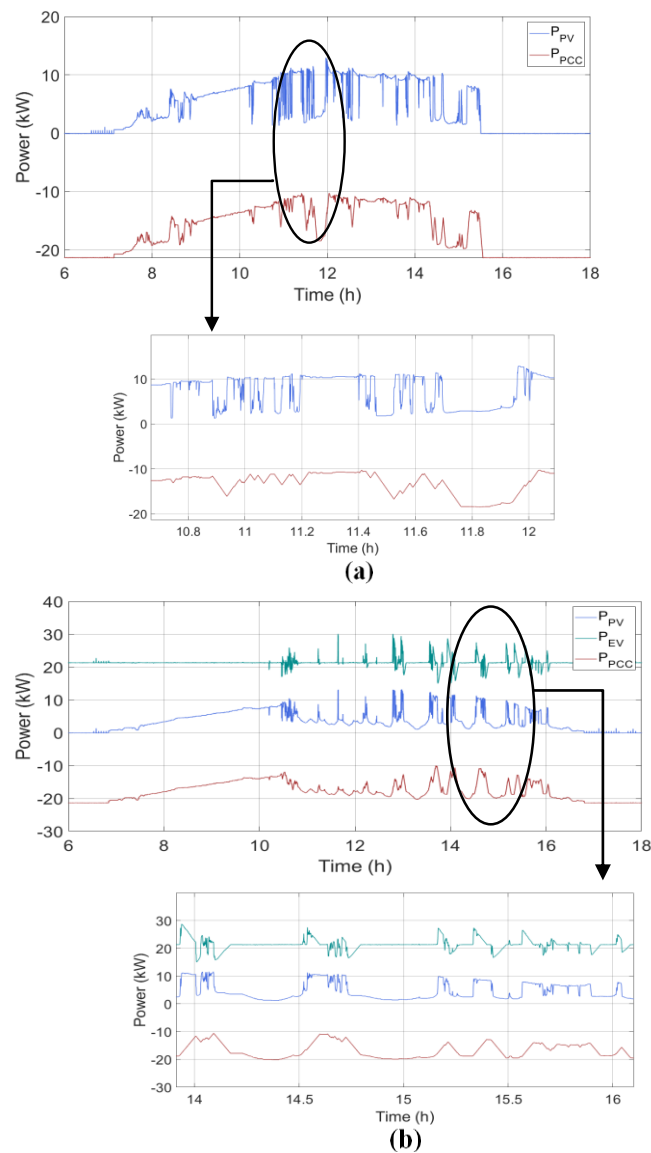 20
10
0
-10
-20
Power (kW)
P_PV
P_PCC
6 8 10 12 14 16 18
Time (h)
10
0
-10
-20
Power (kW)
10.8 11 11.2 11.4 11.6 11.8 12
Time (h)
(a)
40
30
20
10
0
-10
-20
-30
Power (kW)
P_PV
P_EV
P_PCC
6 8 10 12 14 16 18
Time (h)
30
20
10
0
-10
-20
-30
Power (kW)
14 14.5 15 15.5 16
Time (h)
(b)